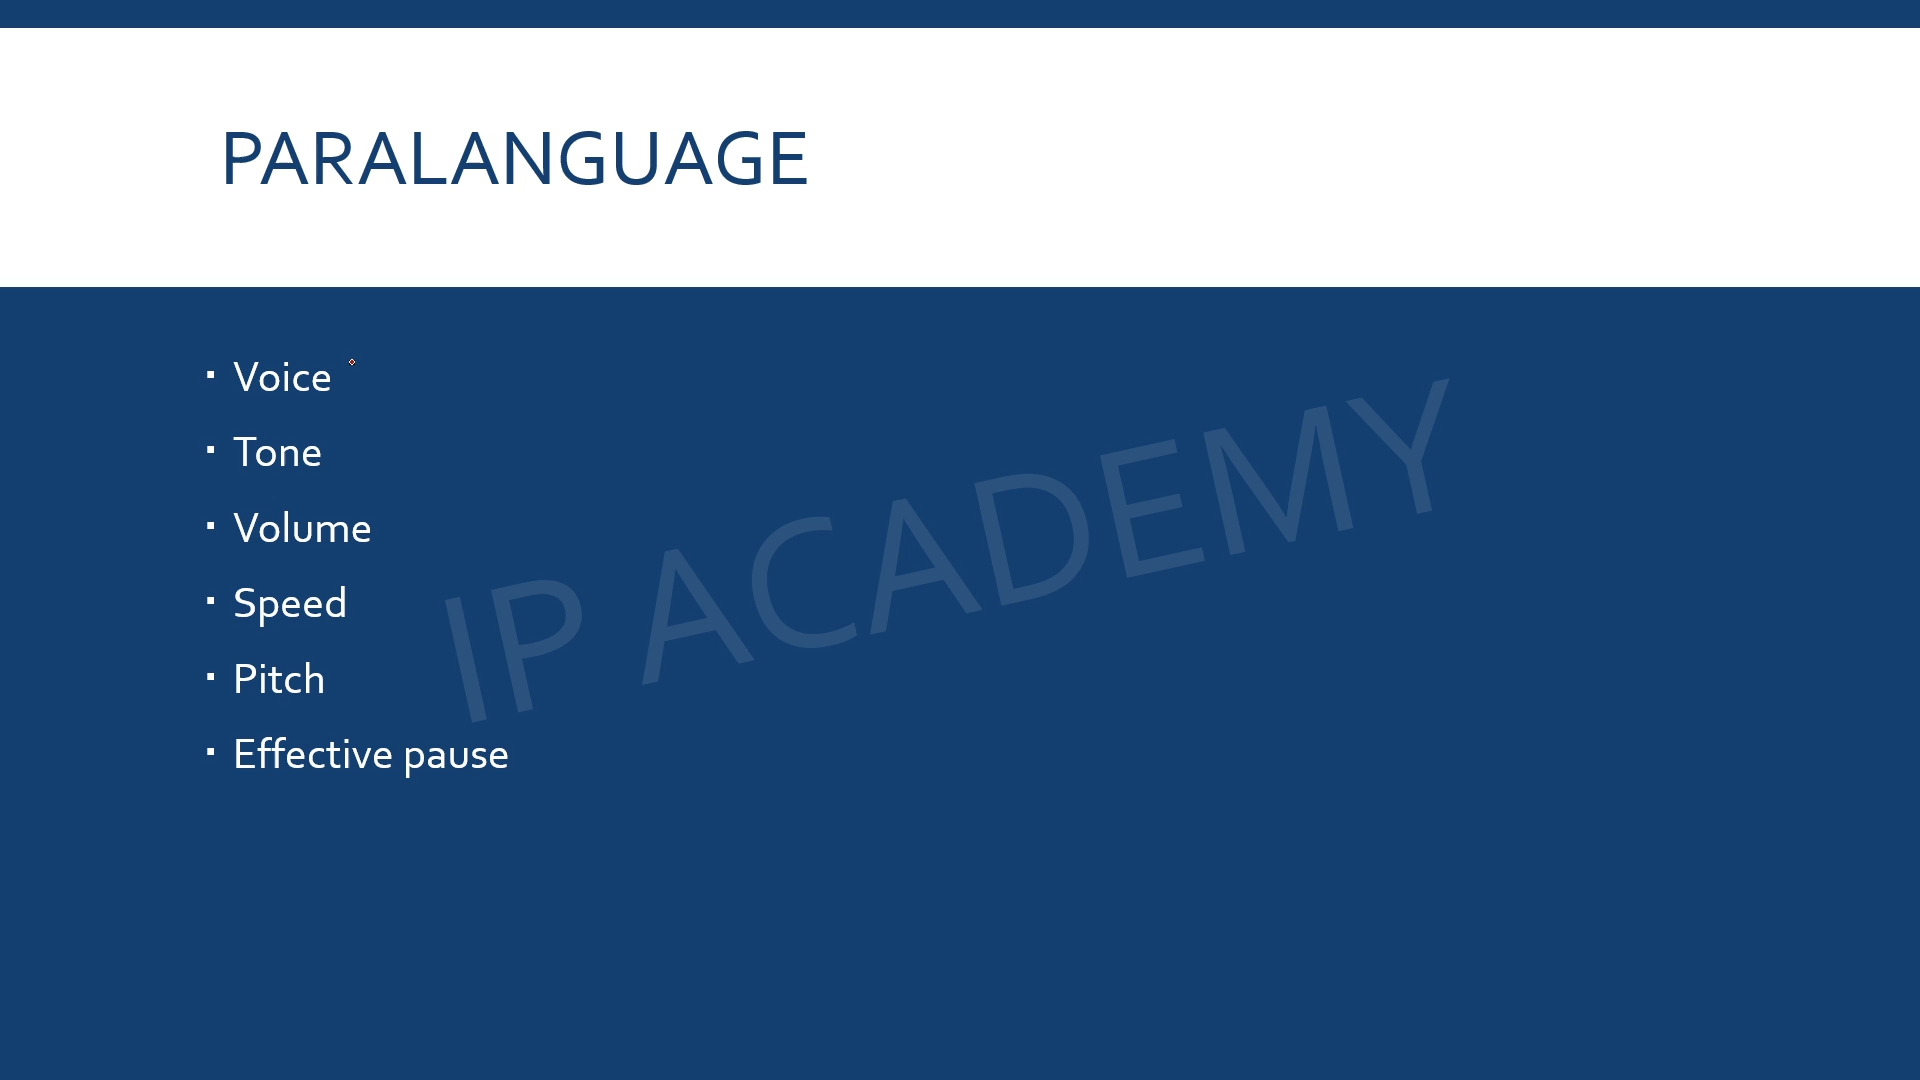 PARALANGUAGE
▪ Voice
▪ Tone
▪ Volume
▪ Speed
▪ Pitch
▪ Effective pause
IP ACADEMY